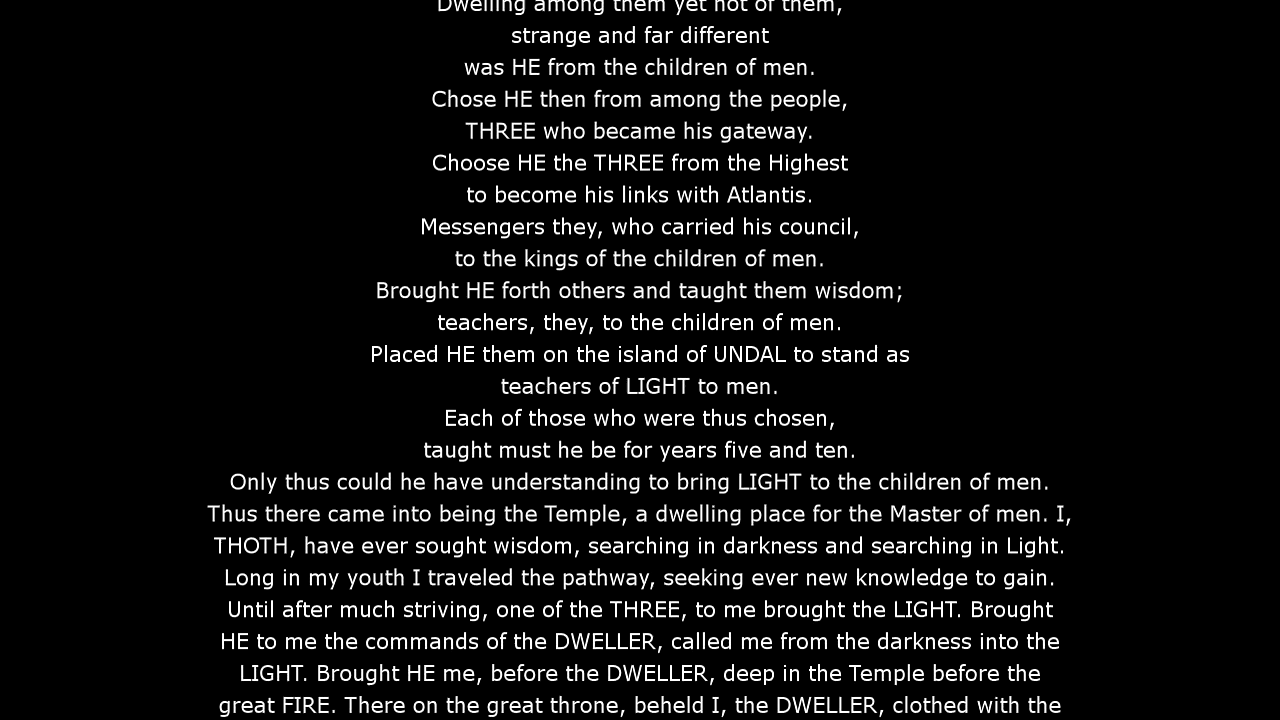 Dwelling among them yet not of them,
strange and far different
was HE from the children of men.
Chose HE then from among the people,
THREE who became his gateway.
Choose HE the THREE from the Highest
to become his links with Atlantis.
Messengers they, who carried his council,
to the kings of the children of men.
Brought HE forth others and taught them wisdom;
teachers, they, to the children of men.
Placed HE them on the island of UNDAL to stand as
teachers of LIGHT to men.
Each of those who were thus chosen,
taught must he be for years five and ten.
Only thus could he have understanding to bring LIGHT to the children of men.
Thus there came into being the Temple, a dwelling place for the Master of men. I,
THOTH, have ever sought wisdom, searching in darkness and searching in Light.
Long in my youth I traveled the pathway, seeking ever new knowledge to gain.
Until after much striving, one of the THREE, to me brought the LIGHT. Brought
HE to me the commands of the DWELLER, called me from the darkness into the
LIGHT. Brought HE me, before the DWELLER, deep in the Temple before the
great FIRE. There on the great throne, beheld I, the DWELLER, clothed with the